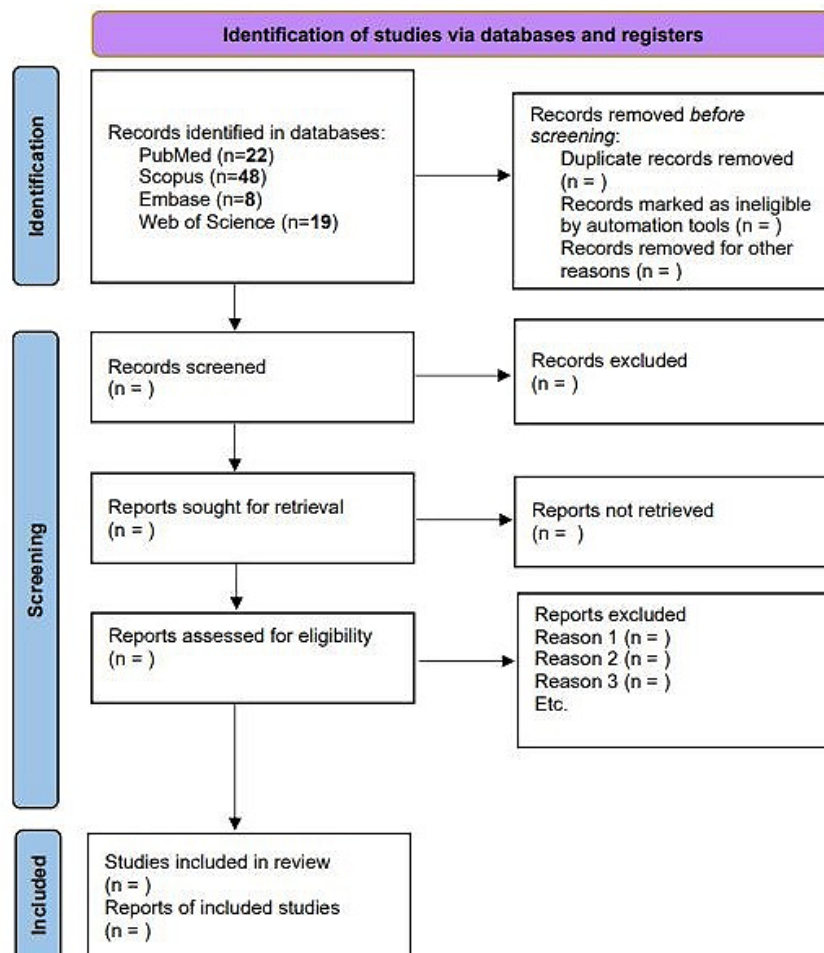 Identification of studies via databases and registers
Identification
Records identified in databases:
PubMed (n=22)
Scopus (n=48)
Embase (n=8)
Web of Science (n=19)
Records removed before
screening:
Duplicate records removed
(n = )
Records marked as ineligible
by automation tools (n = )
Records removed for other
reasons (n = )
Screening
Records screened
(n = )
Records excluded
(n = )
Reports sought for retrieval
(n = )
Reports not retrieved
(n = )
Reports assessed for eligibility
(n = )
Reports excluded
Reason 1 (n = )
Reason 2 (n = )
Reason 3 (n = )
Etc.
Included
Studies included in review
(n = )
Reports of included studies
(n = )